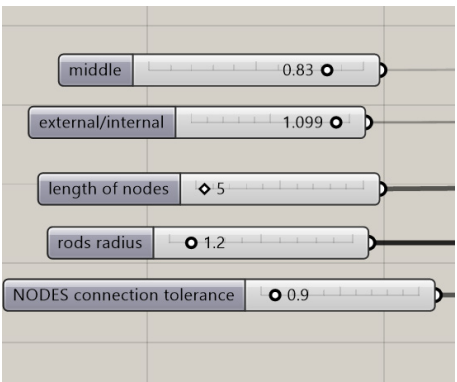 middle 0.83
external/internal 1.099
length of nodes 5
rods radius 1.2
NODES connection tolerance 0.9